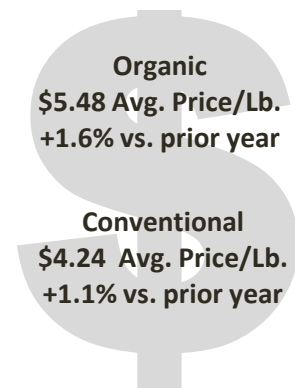 Organic
$5.48 Avg. Price/Lb.
+1.6% vs. prior year
Conventional
$4.24 Avg. Price/Lb.
+1.1% vs. prior year